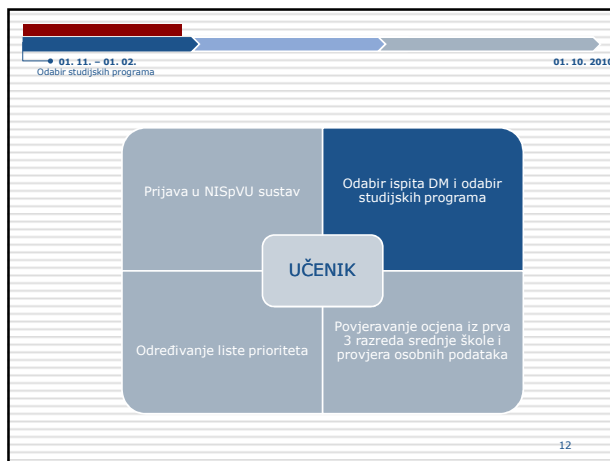 01. 11. – 01. 02.
Odabir studijskih programa
01. 10. 2010
Prijava u NISpVU sustav
Odabir ispita DM i odabir
studijskih programa
UČENIK
Određivanje liste prioriteta
Povjeravanje ocjena iz prva
3 razreda srednje škole i
provjera osobnih podataka
12